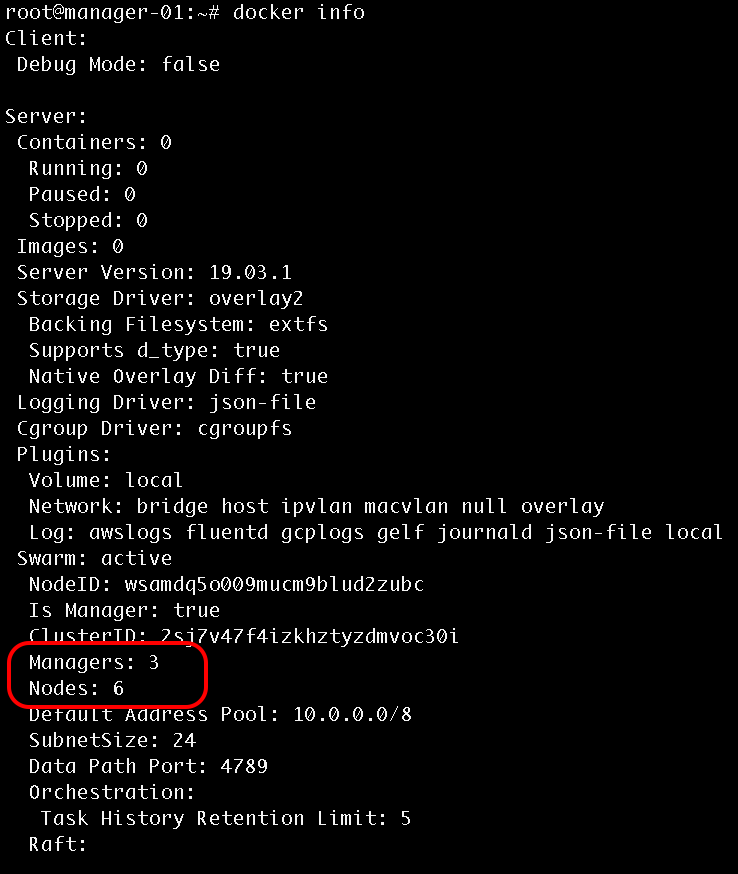 root@manager-01:~# docker info
Client:
 Debug Mode: false

Server:
 Containers: 0
  Running: 0
  Paused: 0
  Stopped: 0
 Images: 0
 Server Version: 19.03.1
 Storage Driver: overlay2
  Backing Filesystem: extfs
  Supports d_type: true
  Native Overlay Diff: true
 Logging Driver: json-file
 Cgroup Driver: cgroupfs
 Plugins:
  Volume: local
  Network: bridge host ipvlan macvlan null overlay
  Log: awslogs fluentd gcplogs gelf journald json-file local
 Swarm: active
  NodeID: wsamdq5o009mucm9blud2zubc
  Is Manager: true
  ClusterID: 2sj7v47f4izkhztyzdmvoc30i
  Managers: 3
  Nodes: 6
  Default Address Pool: 10.0.0.0/8
  SubnetSize: 24
  Data Path Port: 4789
  Orchestration:
   Task History Retention Limit: 5
  Raft: